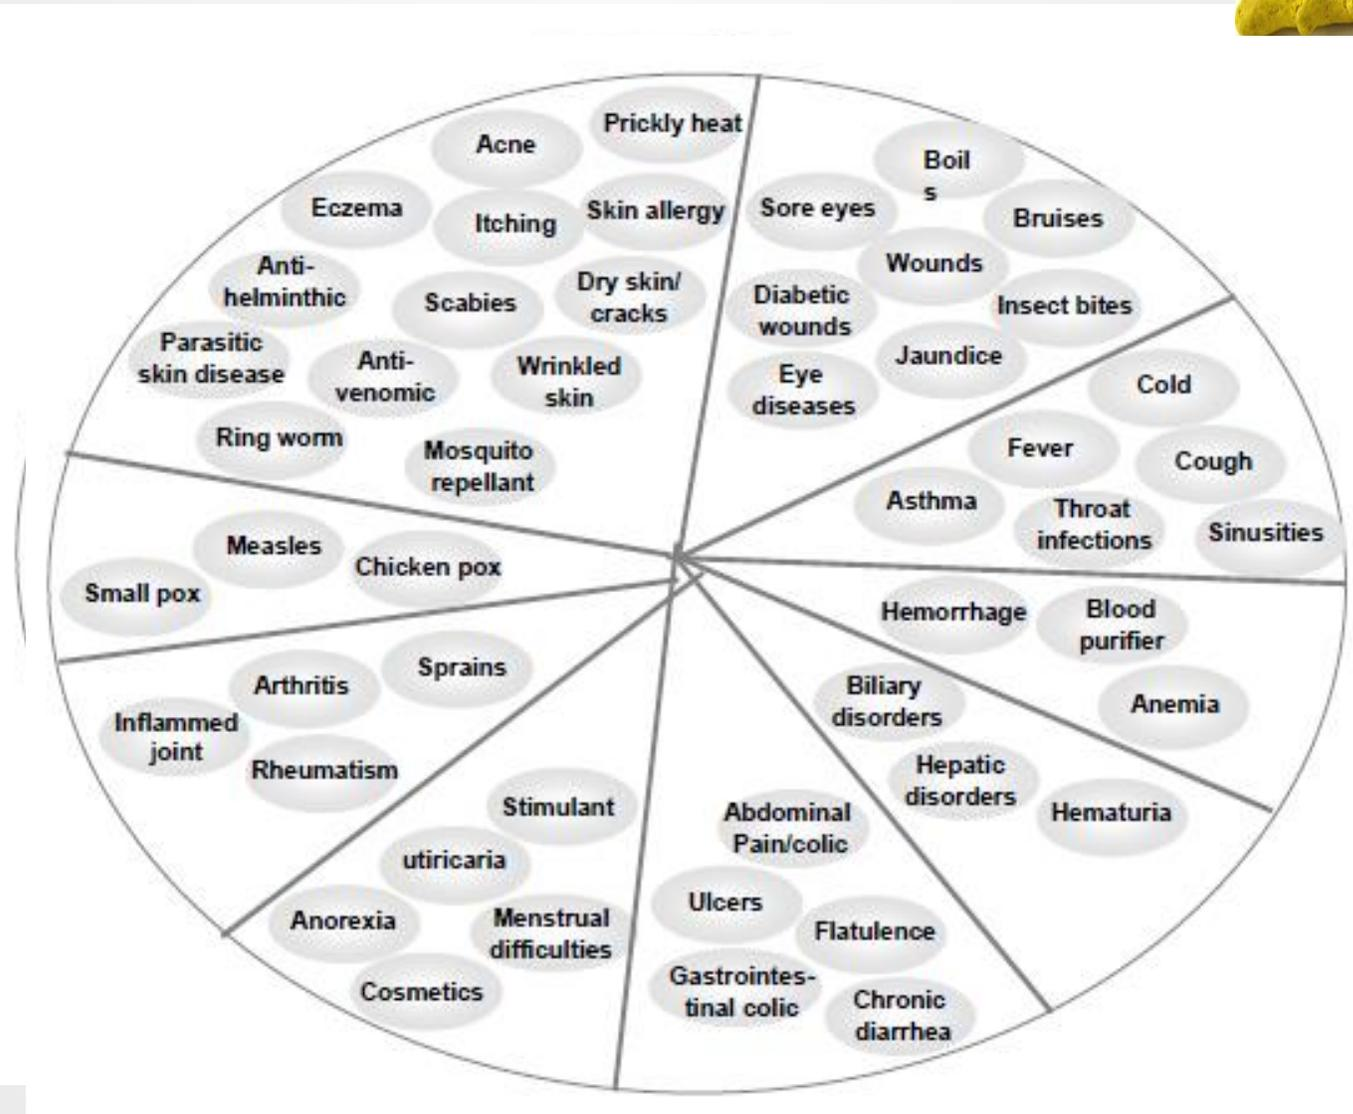 Prickly heat
Acne
Eczema
Itching
Skin allergy
Anti-
helminthic
Scabies
Dry skin/
cracks
Parasitic
skin disease
Anti-
venomic
Wrinkled
skin
Ring worm
Mosquito
repellant
Boil
s
Sore eyes
Bruises
Wounds
Diabetic
wounds
Insect bites
Jaundice
Eye
diseases
Cold
Fever
Cough
Asthma
Throat
infections
Sinusities
Hemorrhage
Blood
purifier
Anemia
Biliary
disorders
Hepatic
disorders
Hematuria
Abdominal
Pain/colic
Ulcers
Flatulence
Gastrointes-
tinal colic
Chronic
diarrhea
Stimulant
utiricaria
Anorexia
Menstrual
difficulties
Cosmetics
Sprains
Arthritis
Inflammed
joint
Rheumatism
Measles
Chicken pox
Small pox